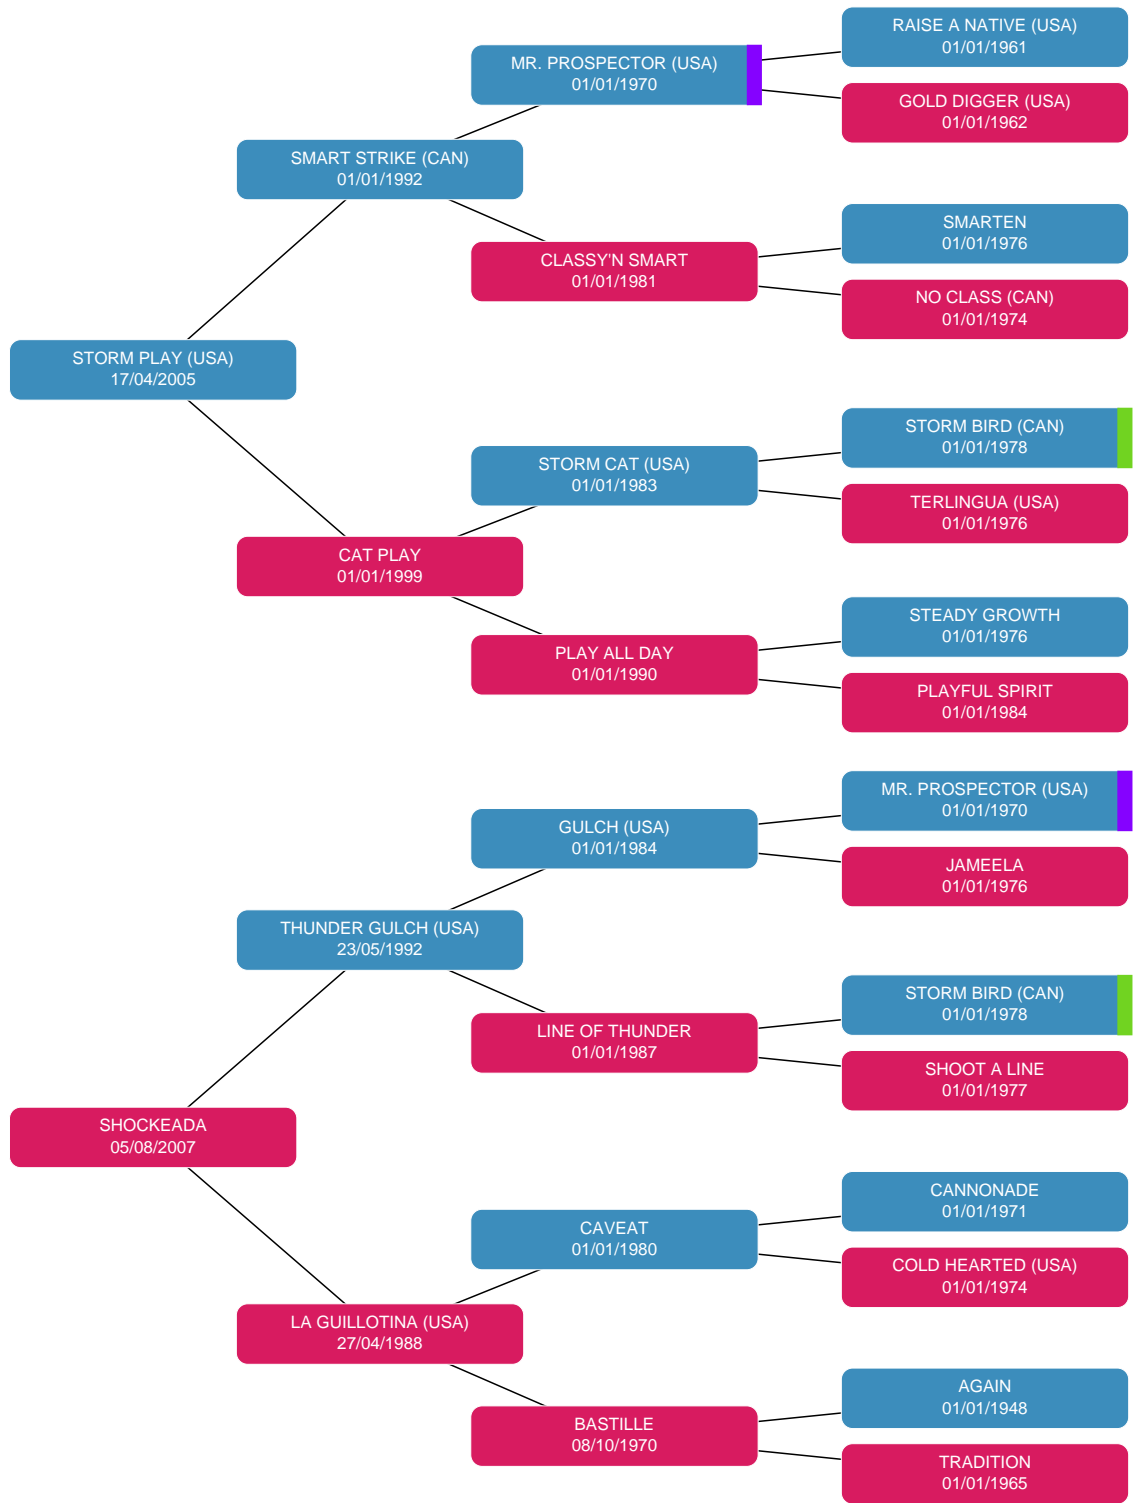 RAISE A NATIVE (USA)
01/01/1961
MR. PROSPECTOR (USA)
01/01/1970
GOLD DIGGER (USA)
01/01/1962
SMART STRIKE (CAN)
01/01/1992
SMARTEN
01/01/1976
CLASSY'N SMART
01/01/1981
NO CLASS (CAN)
01/01/1974
STORM PLAY (USA)
17/04/2005
STORM BIRD (CAN)
01/01/1978
STORM CAT (USA)
01/01/1983
TERLINGUA (USA)
01/01/1976
CAT PLAY
01/01/1999
STEADY GROWTH
01/01/1976
PLAY ALL DAY
01/01/1990
PLAYFUL SPIRIT
01/01/1984
MR. PROSPECTOR (USA)
01/01/1970
GULCH (USA)
01/01/1984
JAMEELA
01/01/1976
THUNDER GULCH (USA)
23/05/1992
STORM BIRD (CAN)
01/01/1978
LINE OF THUNDER
01/01/1987
SHOOT A LINE
01/01/1977
SHOCKEADA
05/08/2007
CANNONADE
01/01/1971
CAVEAT
01/01/1980
COLD HEARTED (USA)
01/01/1974
LA GUILLOTINA (USA)
27/04/1988
AGAIN
01/01/1948
BASTILLE
08/10/1970
TRADITION
01/01/1965